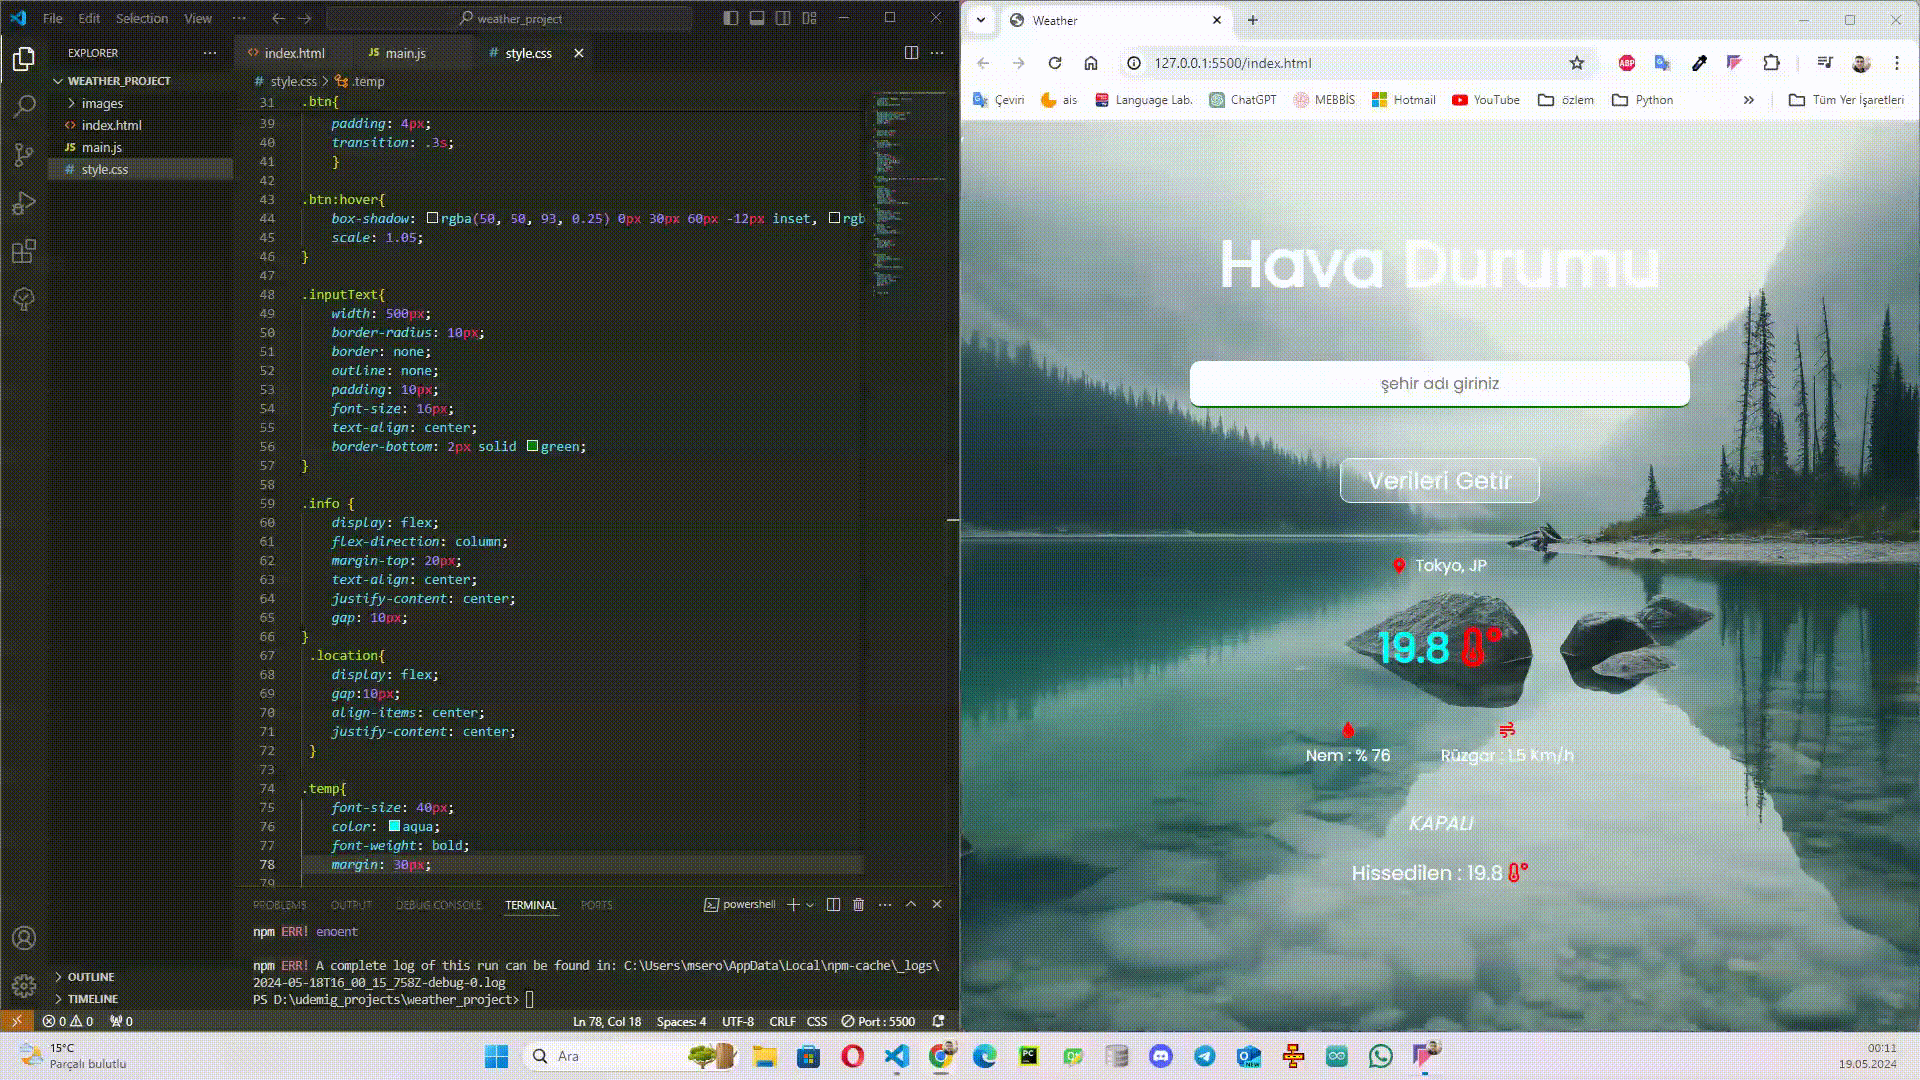 File Edit Selection View ··· weather_project
EXPLORER ···
WEATHER_PROJECT
images
index.html
main.js
style.css
OUTLINE
TIMELINE
index.html main.js style.css
style.css > .temp
31 .btn{
39 padding: 4px;
40 transition: .3s;
41 }
42
43 .btn:hover{
44 box-shadow: rgba(50, 50, 93, 0.25) 0px 30px 60px -12px inset, rgb
45 scale: 1.05;
46 }
47
48 .inputText{
49 width: 500px;
50 border-radius: 10px;
51 border: none;
52 outline: none;
53 padding: 10px;
54 font-size: 16px;
55 text-align: center;
56 border-bottom: 2px solid green;
57 }
58
59 .info {
60 display: flex;
61 flex-direction: column;
62 margin-top: 20px;
63 text-align: center;
64 justify-content: center;
65 gap: 10px;
66 }
67 .location{
68 display: flex;
69 gap:10px;
70 align-items: center;
71 justify-content: center;
72 }
73
74 .temp{
75 font-size: 40px;
76 color: aqua;
77 font-weight: bold;
78 margin: 30px;
79
PROBLEMS OUTPUT DEBUG CONSOLE TERMINAL PORTS powershell
npm ERR! enoent
npm ERR! A complete log of this run can be found in: C:\Users\msero\AppData\Local\npm-cache\_logs\
2024-05-18T16_00_15_758Z-debug-0.log
PS D:\udemig_projects\weather_project>
0 0 0 Ln 78, Col 18 Spaces: 4 UTF-8 CRLF CSS Port : 5500
Weather
127.0.0.1:5500/index.html ABP
Çeviri ais Language Lab. ChatGPT MEBBİS Hotmail YouTube özlem Python » Tüm Yer İşaretleri
Hava Durumu
şehir adı giriniz
Verileri Getir
Tokyo, JP
19.8 °
Nem : % 76 Rüzgar : 1.5 Km/h
KAPALI
Hissedilen : 19.8 °
15°C
Parçalı bulutlu
Ara
00:11
19.05.2024